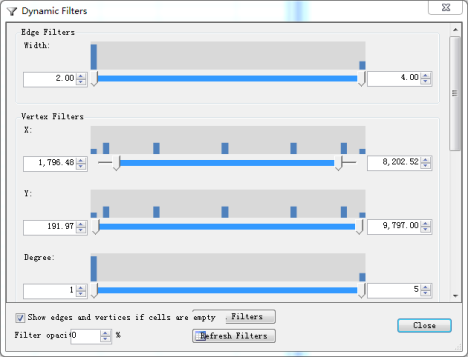 Dynamic Filters
Edge Filters
Width:
2.00 4.00
Vertex Filters
X:
1,796.48 8,202.52
Y:
191.97 9,797.00
Degree:
1 5
Show edges and vertices if cells are empty Filters
Filter opaci 0 % Refresh Filters
Close